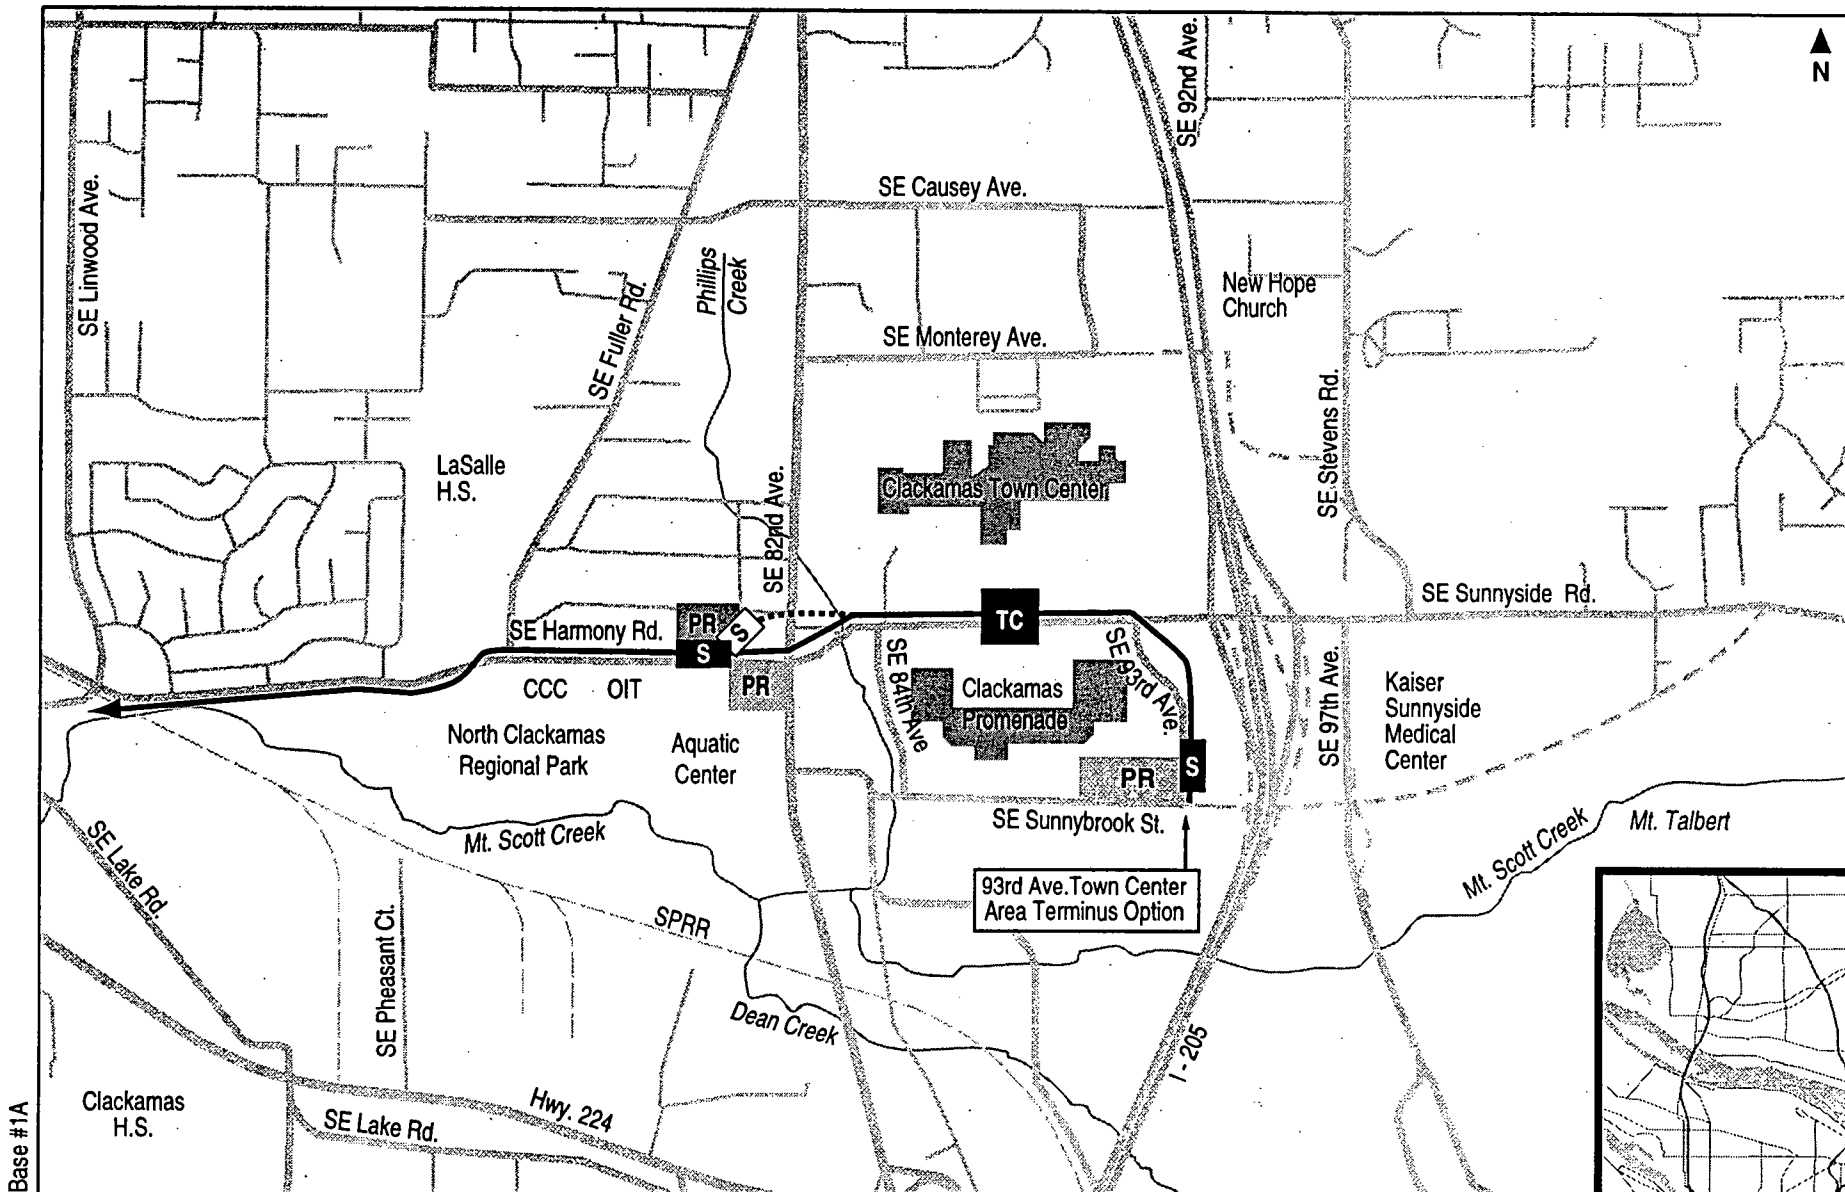 N
SE 92nd Ave.
SE Causey Ave.
SE Linwood Ave.
Phillips
Creek
SE Fuller Rd.
New Hope
Church
SE Monterey Ave.
SE Stevens Rd.
LaSalle
H.S.
SE 82nd Ave.
Clackamas Town Center
SE Sunnyside Rd.
TC
PR
S
SE Harmony Rd.
S
CCC
OIT
PR
SE 84th Ave
Clackamas
Promenade
SE 93rd Ave.
SE 97th Ave.
Kaiser
Sunnyside
Medical
Center
North Clackamas
Regional Park
Aquatic
Center
PR
S
SE Sunnybrook St.
Mt. Scott Creek
Mt. Scott Creek
Mt. Talbert
SE Lake Rd.
93rd Ave.Town Center
Area Terminus Option
SPRR
SE Pheasant Ct.
Dean Creek
I - 205
Hwy. 224
Clackamas
H.S.
SE Lake Rd.
Base #1A